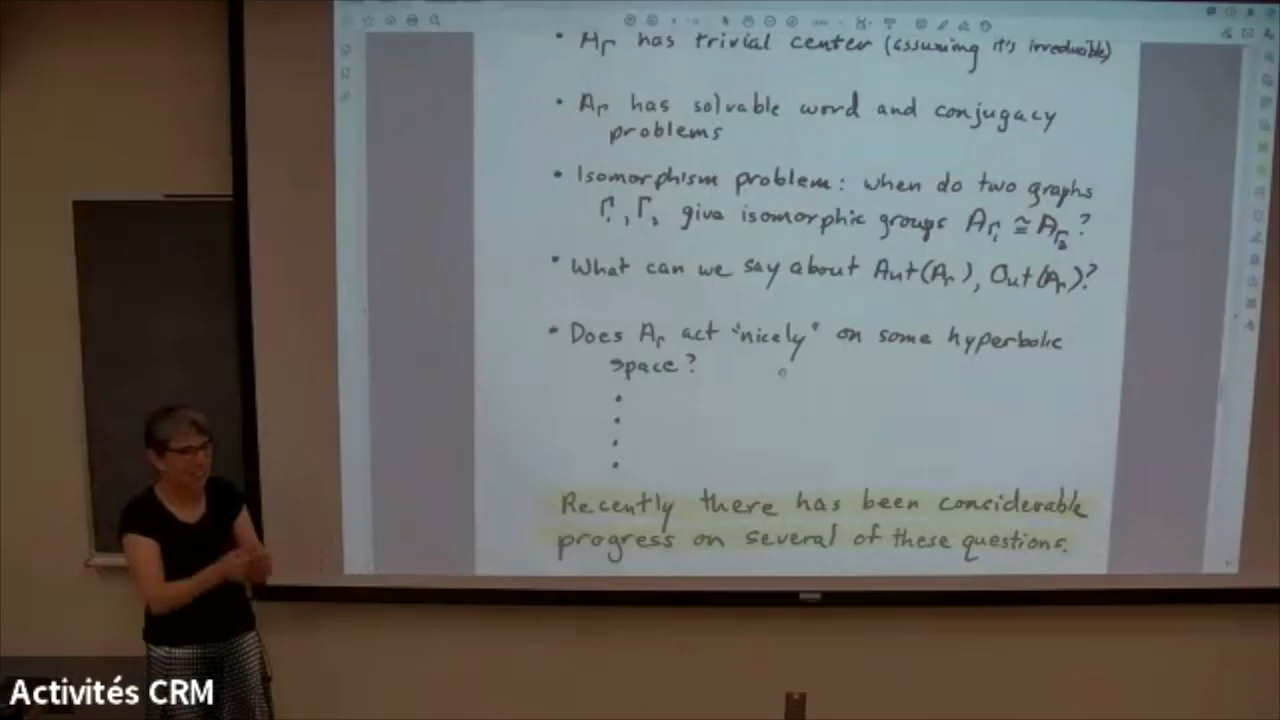 • A_Γ has trivial center (assuming it's irreducible)
• A_Γ has solvable word and conjugacy
problems
• Isomorphism problem: when do two graphs
Γ₁, Γ₂ give isomorphic groups A_Γ₁ ≅ A_Γ₂?
• What can we say about Aut(A_Γ), Out(A_Γ)?
• Does A_Γ act "nicely" on some hyperbolic
space?
Recently there has been considerable
progress on several of these questions.
Activités CRM